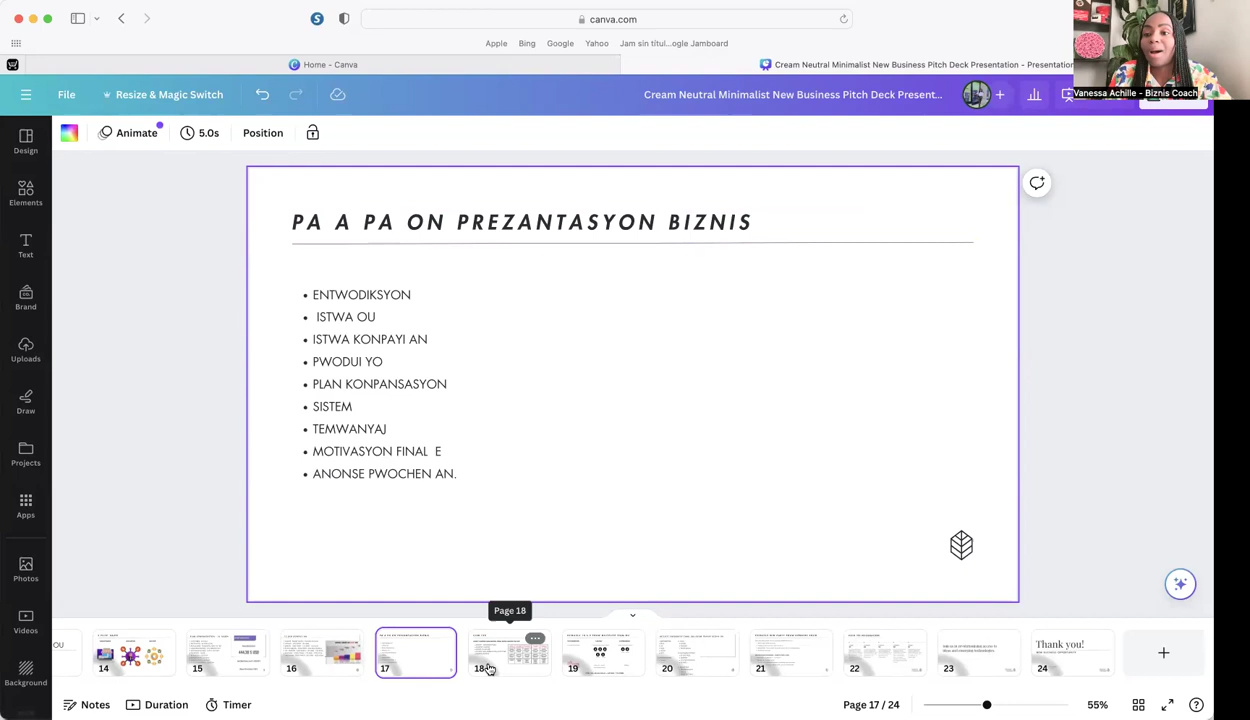 canva.com
Apple Bing Google Yahoo Jam sin titul...ogle Jamboard
Home - Canva
Cream Neutral Minimalist New Business Pitch Deck Presentation - Presentation
Vanessa Achille - Biznis Coach
File Resize & Magic Switch
Cream Neutral Minimalist New Business Pitch Deck Present...
Animate 5.0s Position
Design
Elements
Text
Brand
Uploads
Draw
Projects
Apps
Photos
Videos
Background
PA A PA ON PREZANTASYON BIZNIS
• ENTWODIKSYON
• ISTWA OU
• ISTWA KONPAYI AN
• PWODUI YO
• PLAN KONPANSASYON
• SISTEM
• TEMWANYAJ
• MOTIVASYON FINAL E
• ANONSE PWOCHEN AN.
Page 18
OU
Thank you!
14 15 16 17 18 19 20 21 22 23 24
Notes Duration Timer
Page 17 / 24
55%